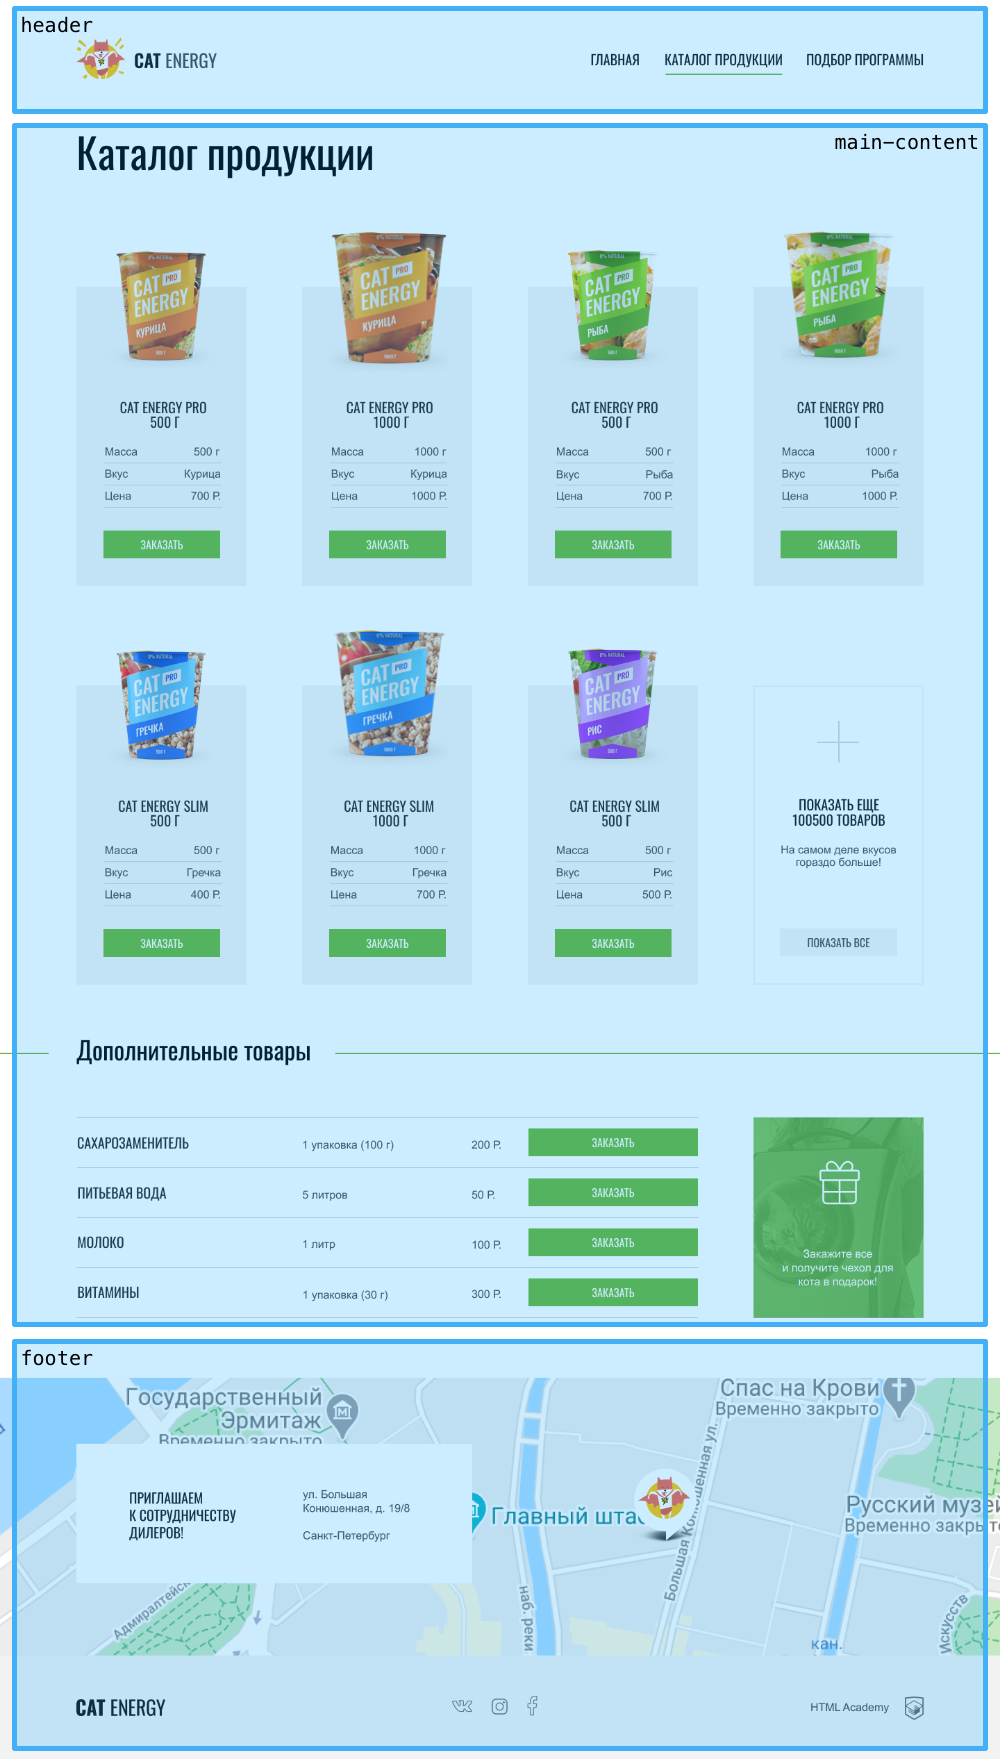 header
CAT ENERGY
ГЛАВНАЯ КАТАЛОГ ПРОДУКЦИИ ПОДБОР ПРОГРАММЫ
main-content
Каталог продукции
CAT PRO ENERGY
КУРИЦА
CAT PRO ENERGY
КУРИЦА
CAT PRO ENERGY
РЫБА
CAT PRO ENERGY
РЫБА
CAT ENERGY PRO
500 Г
Масса 500 г
Вкус Курица
Цена 700 Р.
ЗАКАЗАТЬ
CAT ENERGY PRO
1000 Г
Масса 1000 г
Вкус Курица
Цена 1000 Р.
ЗАКАЗАТЬ
CAT ENERGY PRO
500 Г
Масса 500 г
Вкус Рыба
Цена 700 Р.
ЗАКАЗАТЬ
CAT ENERGY PRO
1000 Г
Масса 1000 г
Вкус Рыба
Цена 1000 Р.
ЗАКАЗАТЬ
CAT PRO ENERGY
ГРЕЧКА
CAT PRO ENERGY
ГРЕЧКА
CAT PRO ENERGY
РИС
CAT ENERGY SLIM
500 Г
Масса 500 г
Вкус Гречка
Цена 400 Р.
ЗАКАЗАТЬ
CAT ENERGY SLIM
1000 Г
Масса 1000 г
Вкус Гречка
Цена 700 Р.
ЗАКАЗАТЬ
CAT ENERGY SLIM
500 Г
Масса 500 г
Вкус Рис
Цена 500 Р.
ЗАКАЗАТЬ
ПОКАЗАТЬ ЕЩЕ
100500 ТОВАРОВ
На самом деле вкусов
гораздо больше!
ПОКАЗАТЬ ВСЕ
Дополнительные товары
САХАРОЗАМЕНИТЕЛЬ 1 упаковка (100 г) 200 Р. ЗАКАЗАТЬ
ПИТЬЕВАЯ ВОДА 5 литров 50 Р. ЗАКАЗАТЬ
МОЛОКО 1 литр 100 Р. ЗАКАЗАТЬ
ВИТАМИНЫ 1 упаковка (30 г) 300 Р. ЗАКАЗАТЬ
Закажите все
и получите чехол для
кота в подарок!
footer
Государственный
Эрмитаж
Временно закрыто
Спас на Крови
Временно закрыто
ПРИГЛАШАЕМ
К СОТРУДНИЧЕСТВУ
ДИЛЕРОВ!
ул. Большая
Конюшенная, д. 19/8
Санкт-Петербург
Главный
Большая Конюшенная ул.
Русский
Временно
наб. реки
кан.
CAT ENERGY
HTML Academy